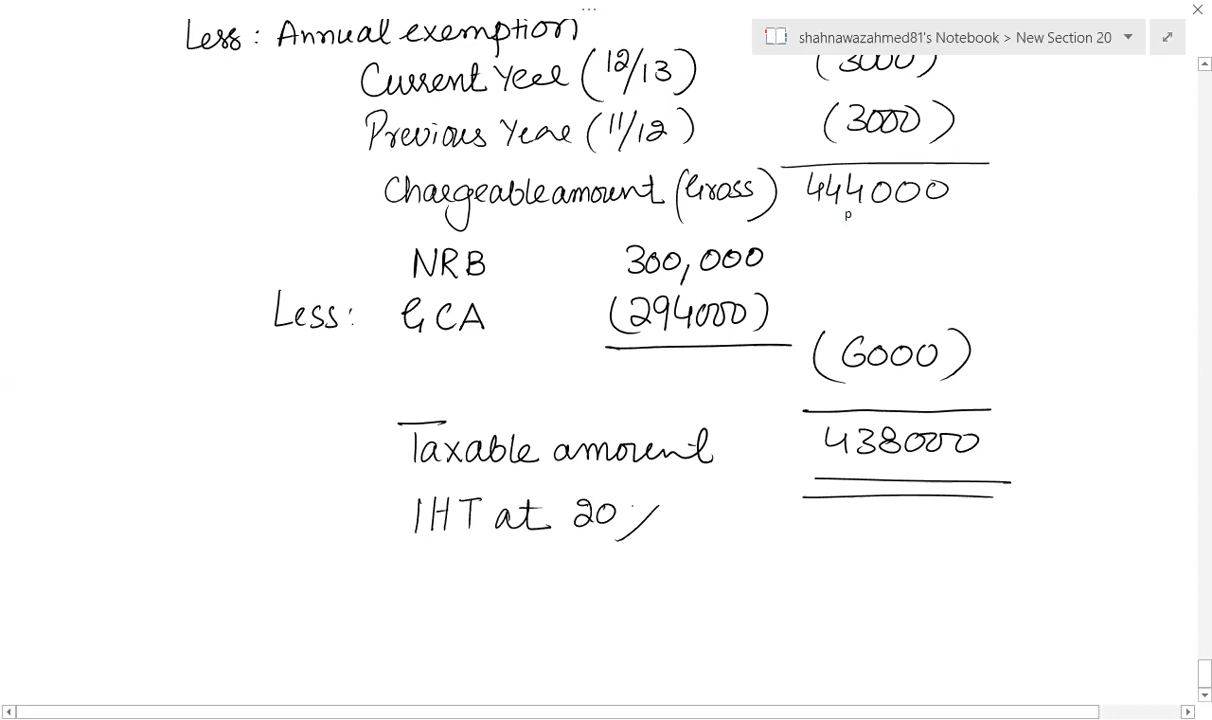 ...
Less : Annual exemption
shahnawazahmed81's Notebook > New Section 20
Current Year (12/13) (3000)
Previous Year (11/12) (3000)
Chargeable amount (Gross) 444000
NRB 300,000
Less: GCA (294000)
(6000)
Taxable amount 438000
IHT at 20%